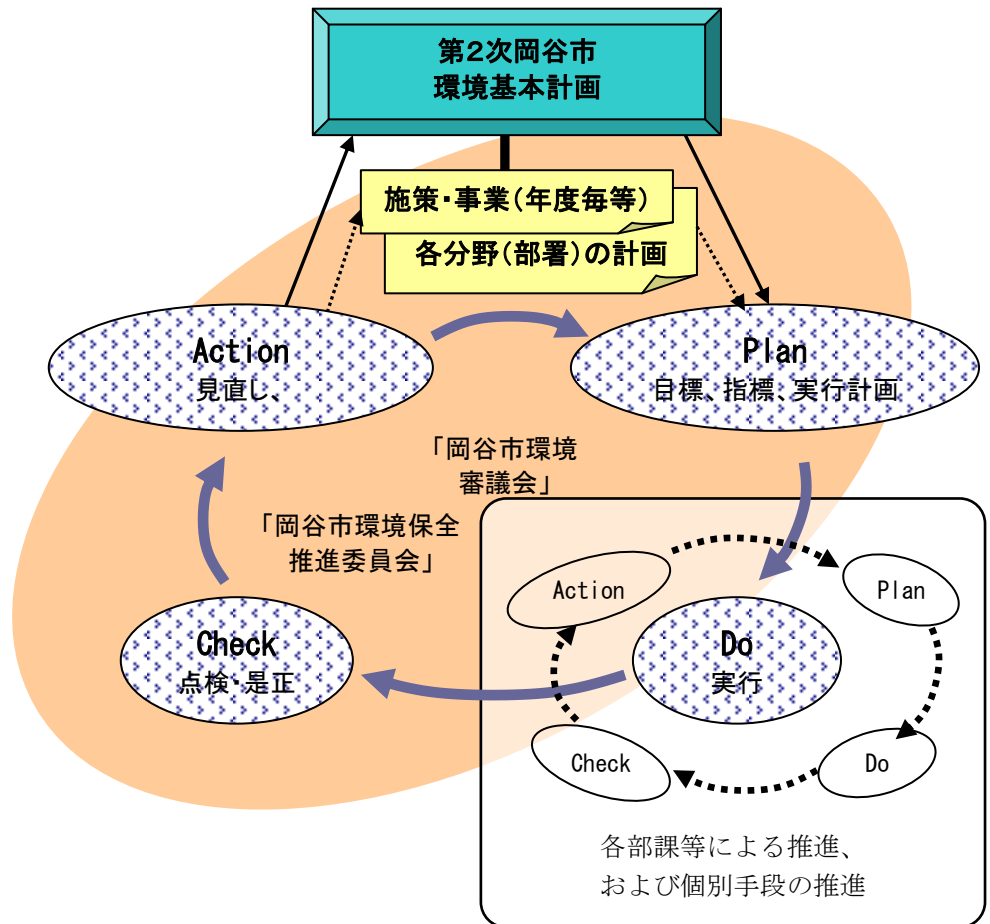 第2次岡谷市
環境基本計画
施策・事業(年度毎等)
各分野(部署)の計画
Action
見直し、
Plan
目標、指標、実行計画
「岡谷市環境
審議会」
「岡谷市環境保全
推進委員会」
Check
点検・是正
Do
実行
Action
Plan
Check
Do
各部課等による推進、
および個別手段の推進